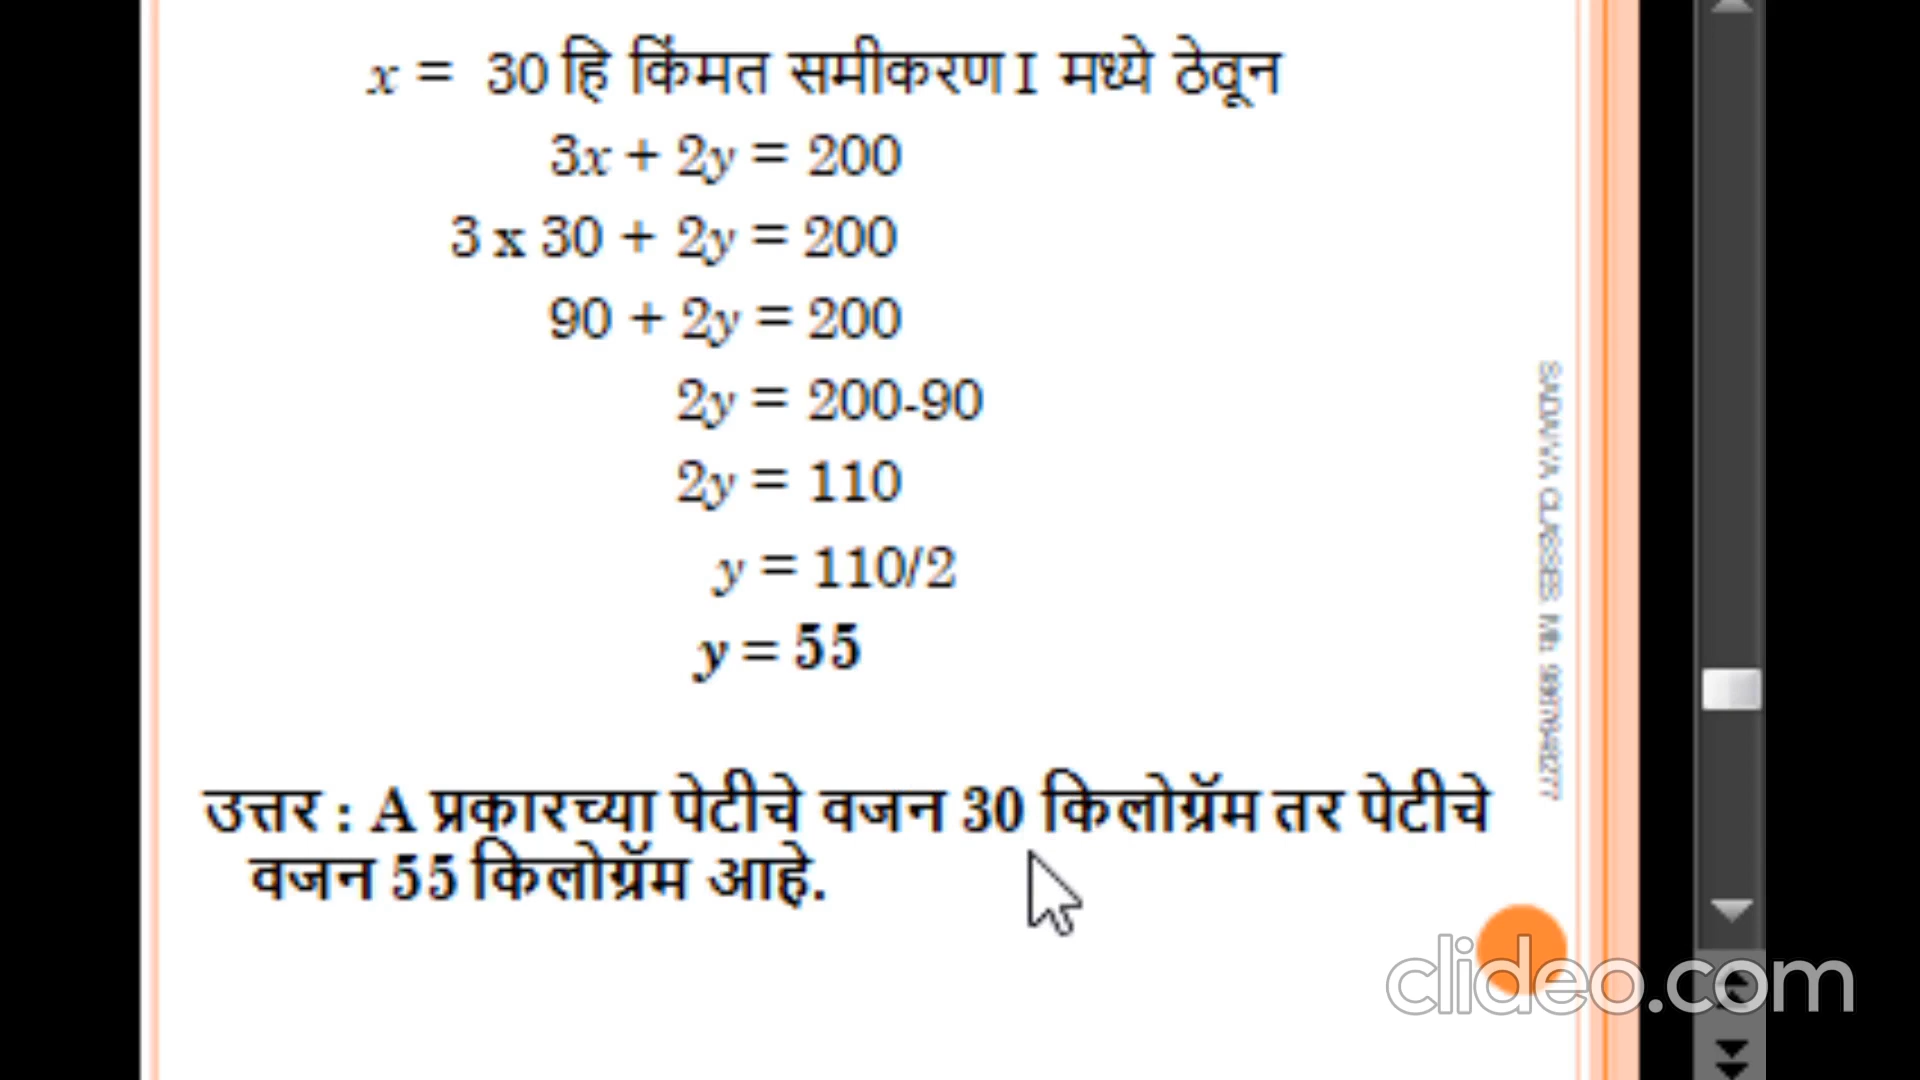 x = 30 हि किंमत समीकरण I मध्ये ठेवून
3x + 2y = 200
3 x 30 + 2y = 200
90 + 2y = 200
2y = 200-90
2y = 110
y = 110/2
y = 55
उत्तर : A प्रकारच्या पेटीचे वजन 30 किलोग्रॅम तर पेटीचे
वजन 55 किलोग्रॅम आहे.
CLASSES
clideo.com